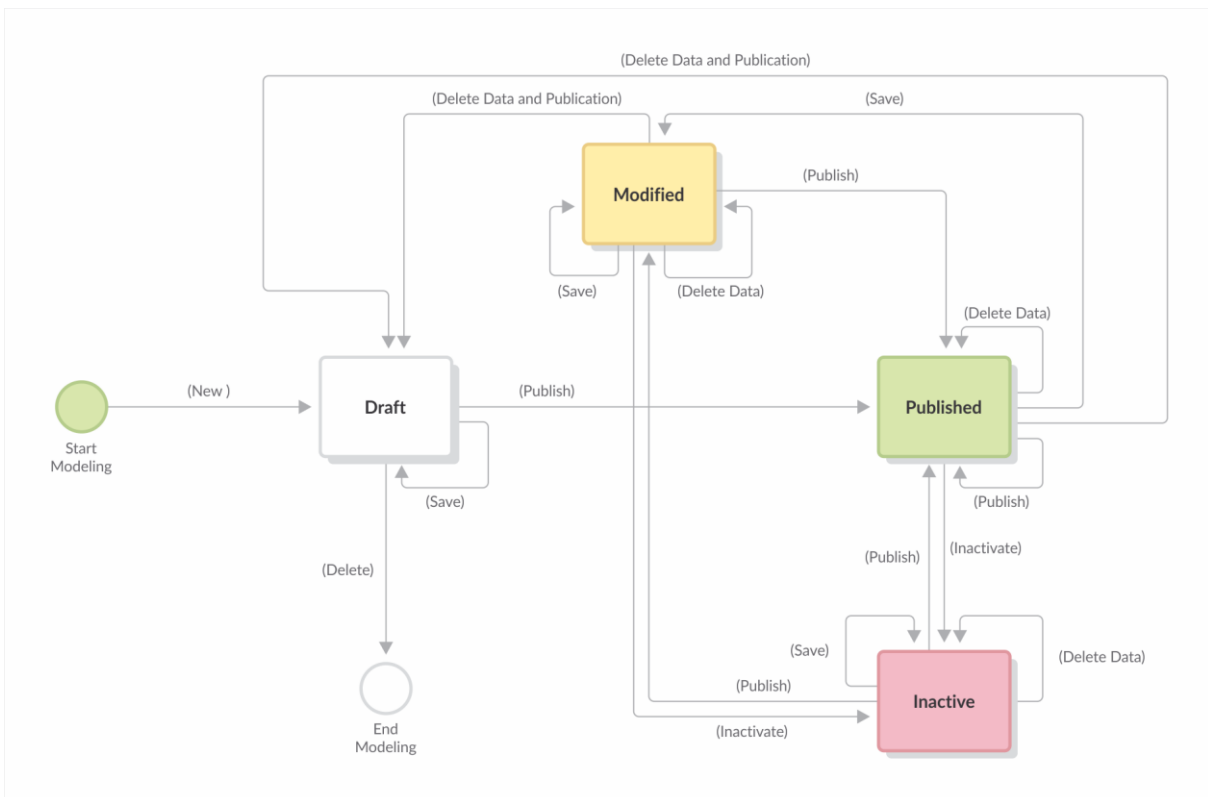 (Delete Data and Publication)
(Delete Data and Publication)
(Save)
(Publish)
Modified
(Save)
(Delete Data)
(Delete Data)
(New )
(Publish)
Draft
Published
Start
Modeling
(Save)
(Publish)
(Publish)
(Inactivate)
(Delete)
(Save)
(Delete Data)
(Publish)
Inactive
(Inactivate)
End
Modeling